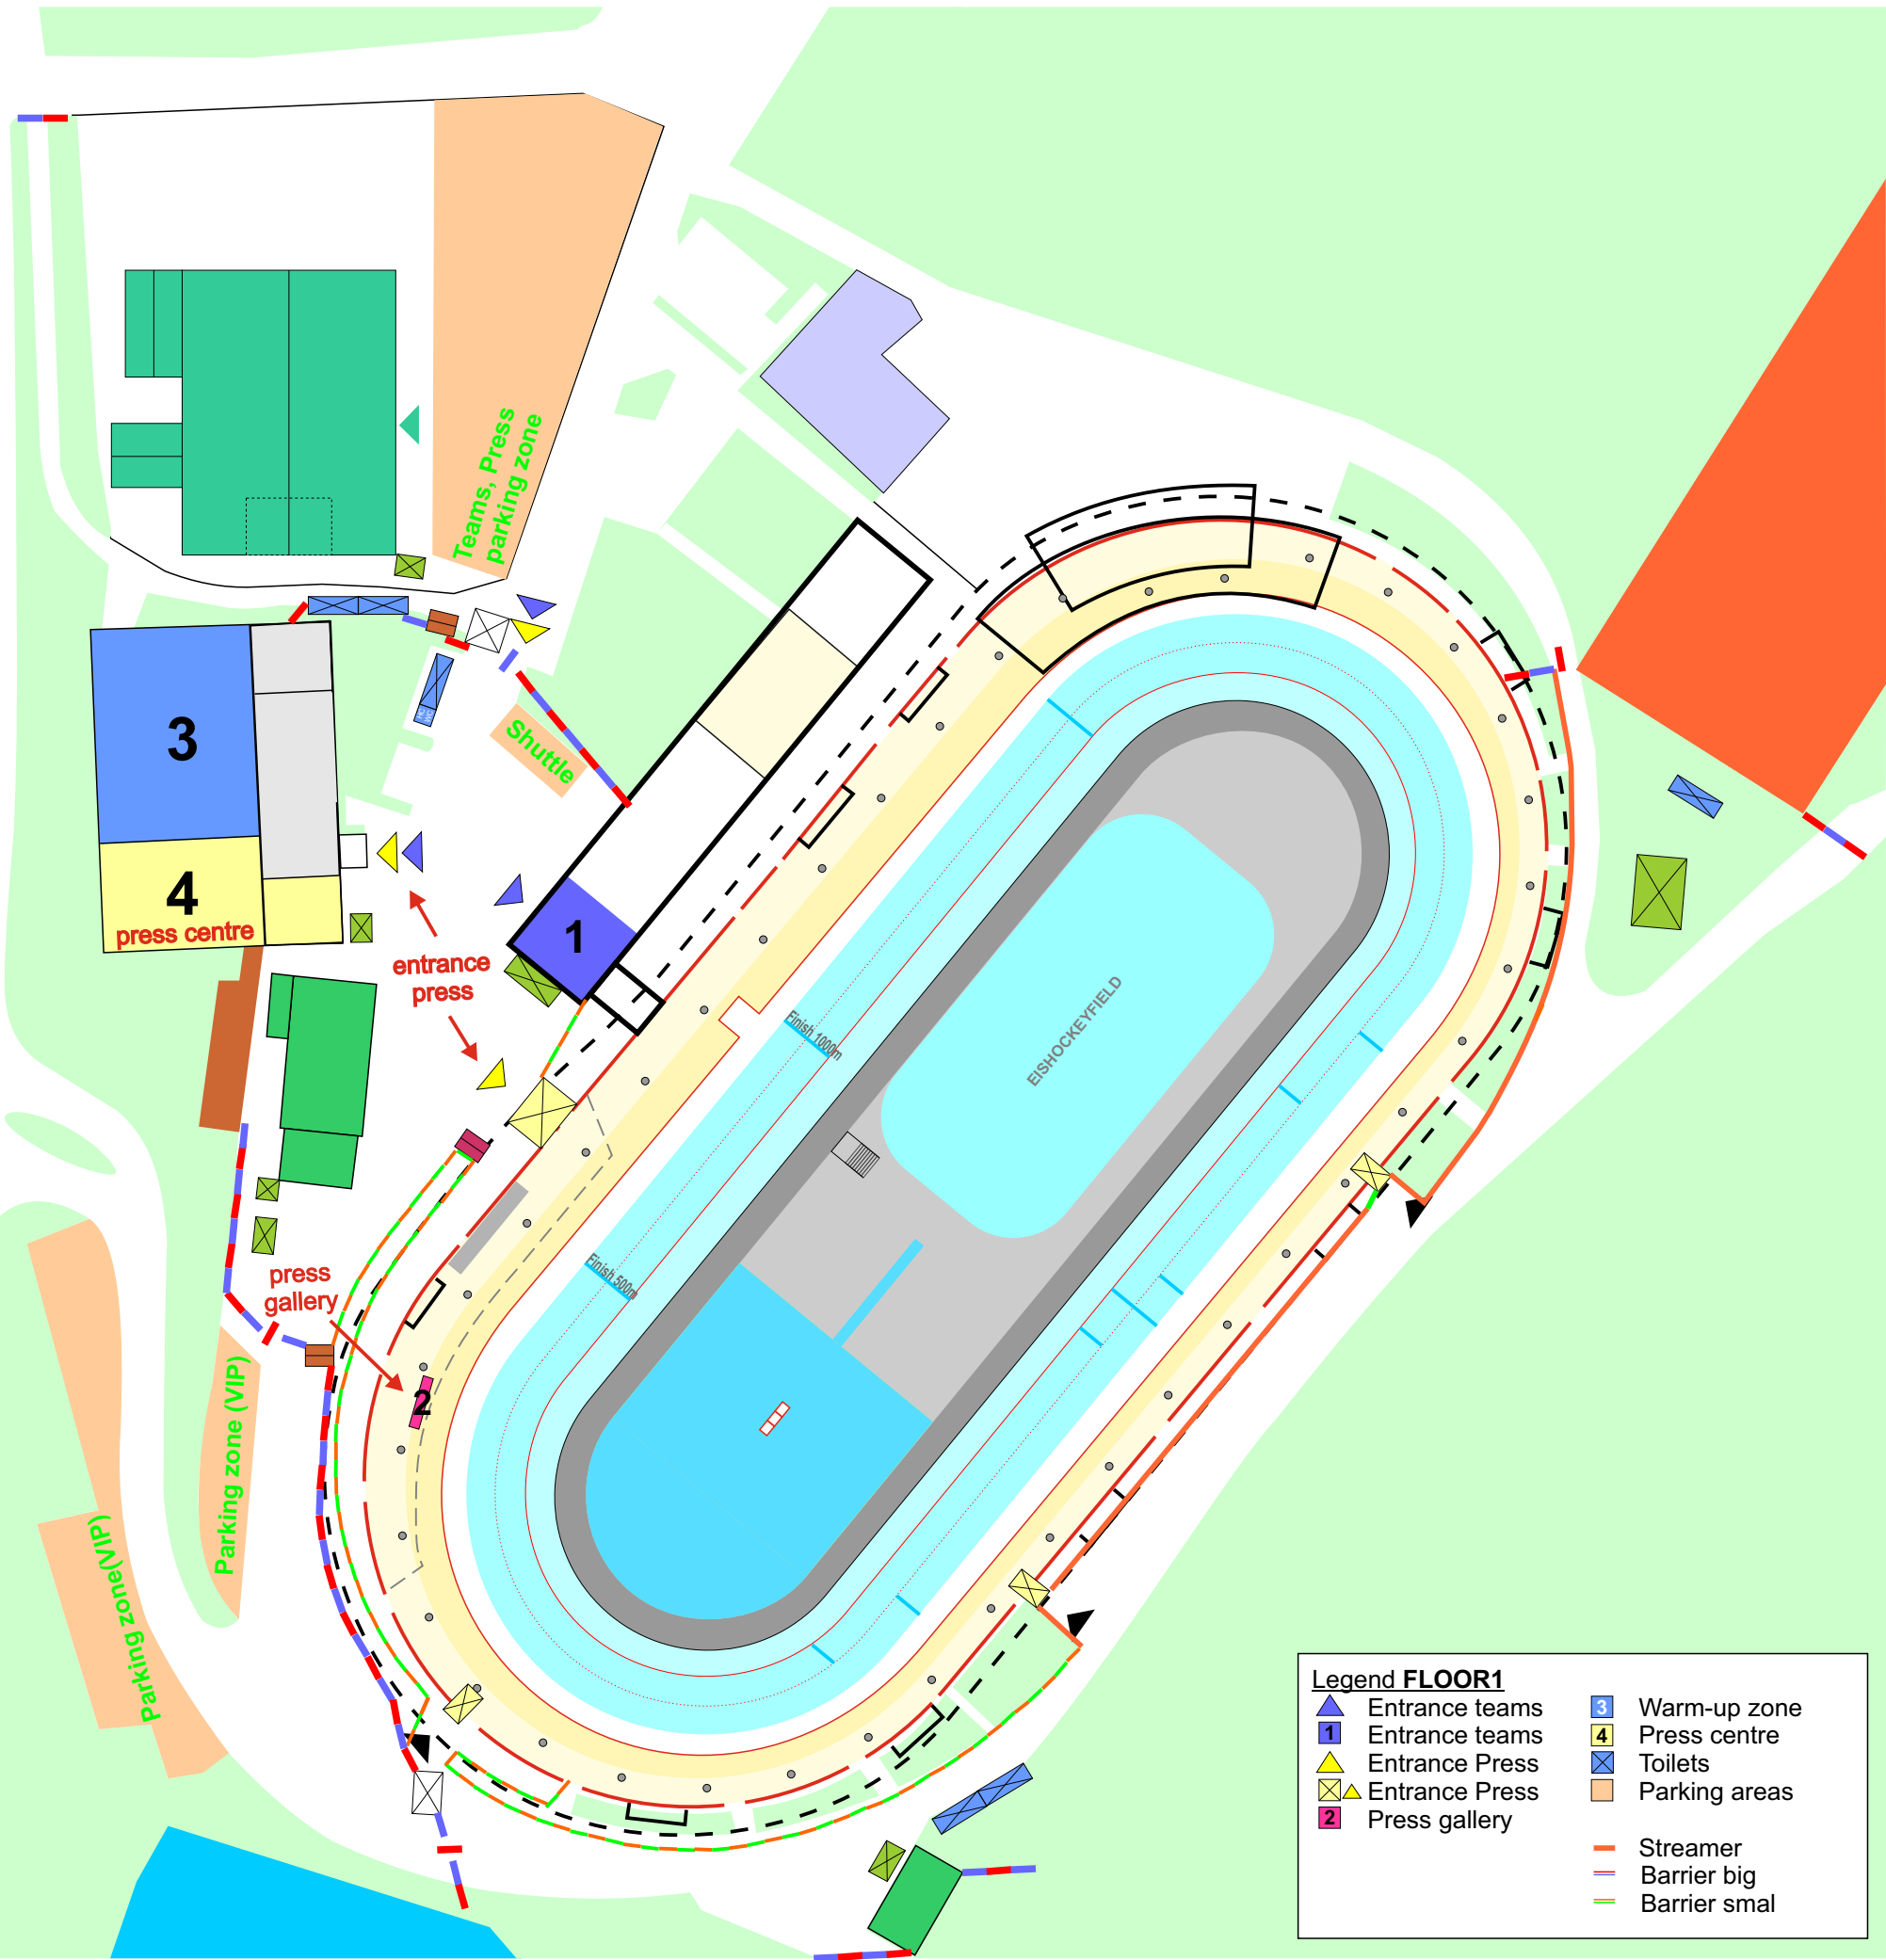 Teams, Press
parking zone
3
Shuttle
4
press centre
1
entrance
press
Finish 1000m
EISHOCKEYFIELD
Finish 500m
press
gallery
2
Parking zone (VIP)
Parking zone(VIP)
Legend FLOOR1
Entrance teams
1 Entrance teams
Entrance Press
Entrance Press
2 Press gallery
3 Warm-up zone
4 Press centre
Toilets
Parking areas
Streamer
Barrier big
Barrier smal